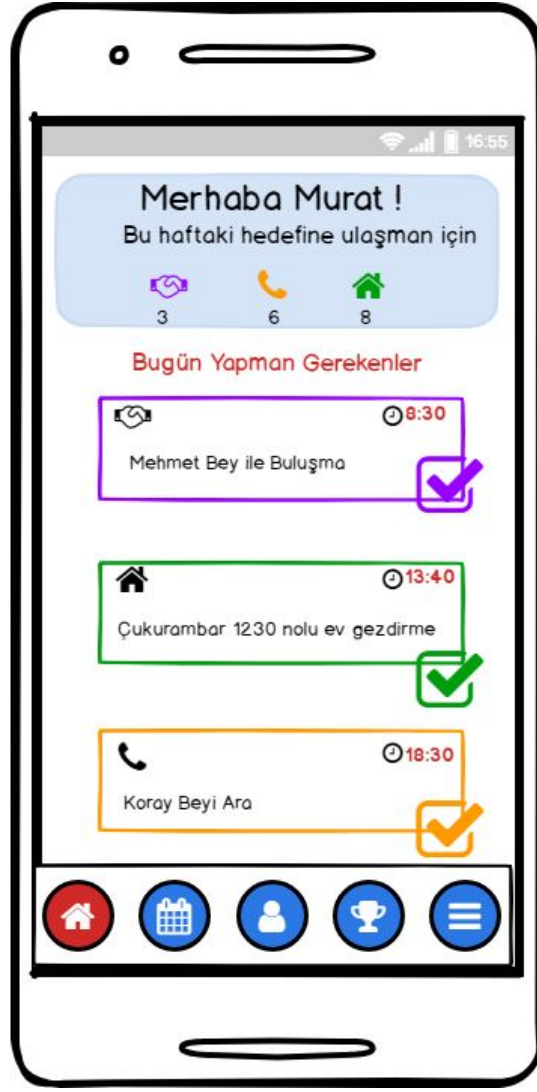 16:55
Merhaba Murat !
Bu haftaki hedefine ulaşman için
3 6 8
Bugün Yapman Gerekenler
8:30
Mehmet Bey ile Buluşma
13:40
Çukurambar 1230 nolu ev gezdirme
18:30
Koray Beyi Ara